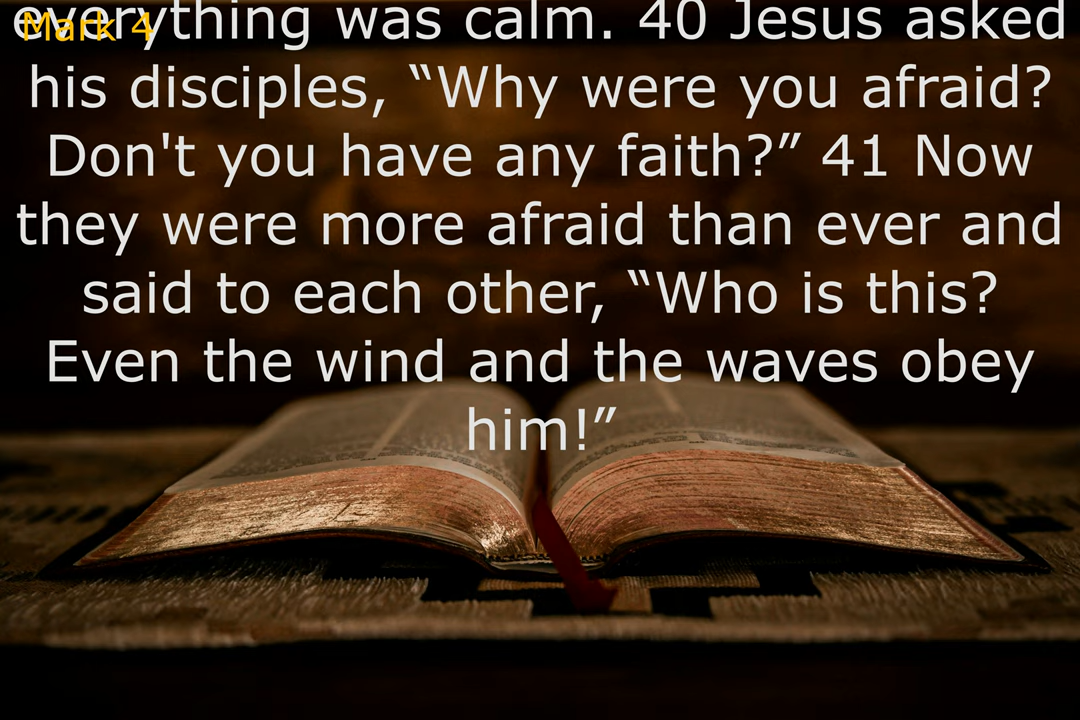 Mark 4
everything was calm. 40 Jesus asked
his disciples, “Why were you afraid?
Don't you have any faith?” 41 Now
they were more afraid than ever and
said to each other, “Who is this?
Even the wind and the waves obey
him!”